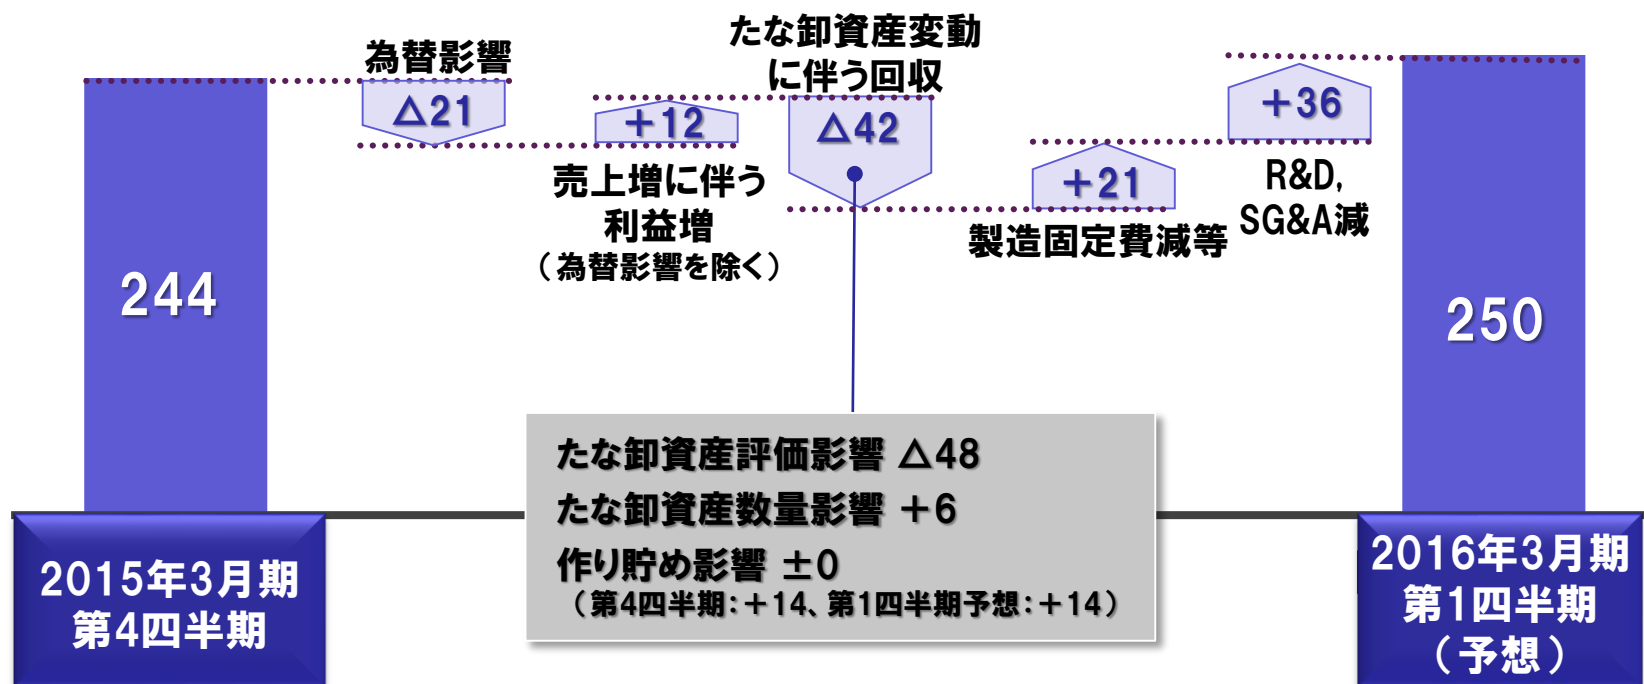 為替影響
△21
+12
売上増に伴う
利益増
(為替影響を除く)
たな卸資産変動
に伴う回収
△42
+21
製造固定費減等
+36
R&D,
SG&A減
244
250
たな卸資産評価影響 △48
たな卸資産数量影響 +6
作り貯め影響 ±0
(第4四半期:+14、第1四半期予想:+14)
2015年3月期
第4四半期
2016年3月期
第1四半期
(予想)